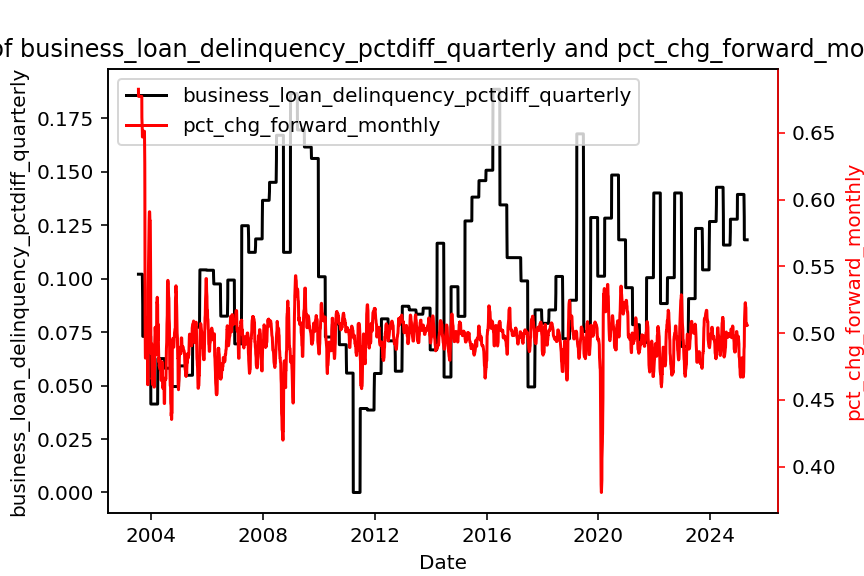 of business_loan_delinquency_pctdiff_quarterly and pct_chg_forward_mo
business_loan_delinquency_pctdiff_quarterly
pct_chg_forward_monthly
business_loan_delinquency_pctdiff_quarterly
0.175
0.150
0.125
0.100
0.075
0.050
0.025
0.000
0.65
0.60
0.55
0.50
0.45
0.40
pct_chg_forward_monthly
2004 2008 2012 2016 2020 2024
Date